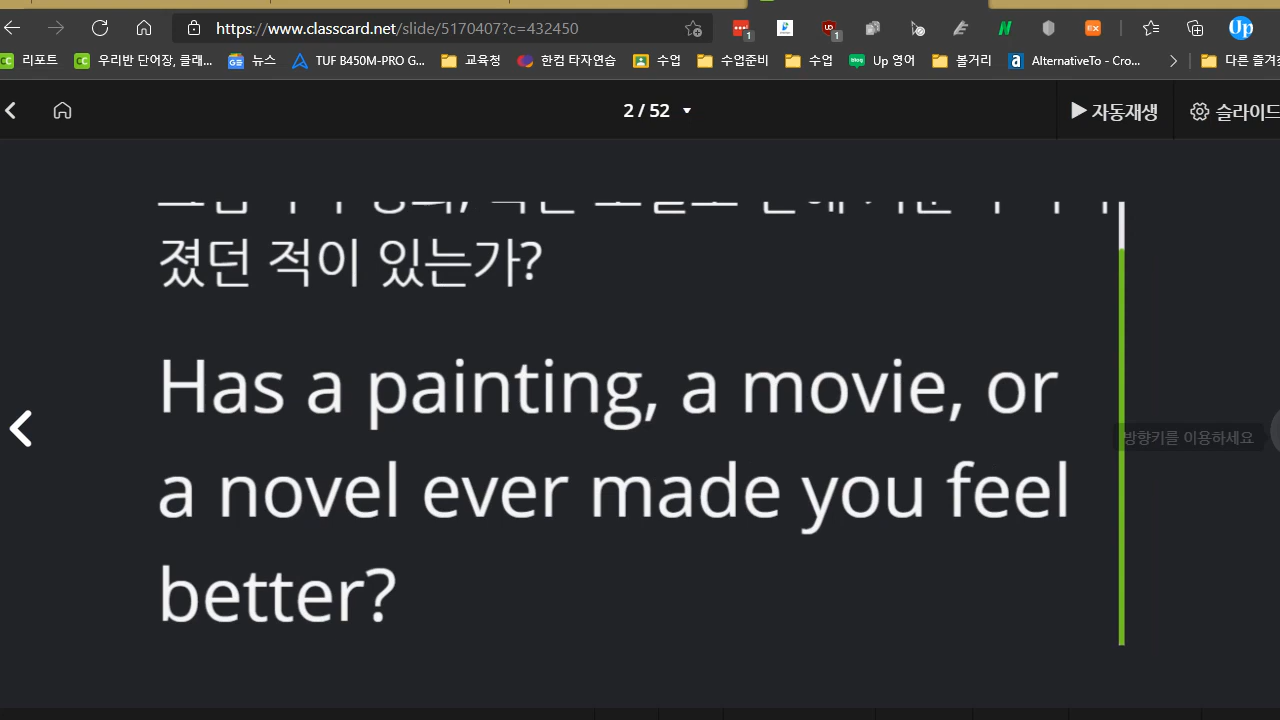 https://www.classcard.net/slide/5170407?c=432450
리포트 우리반 단어장, 클래... 뉴스 TUF B450M-PRO G... 교육청 한컴 타자연습 수업 수업준비 수업 Up 영어 볼거리 AlternativeTo - Cro... 다른 즐겨
2 / 52 자동재생 슬라이드
졌던 적이 있는가?
Has a painting, a movie, or
a novel ever made you feel
better?
방향키를 이용하세요